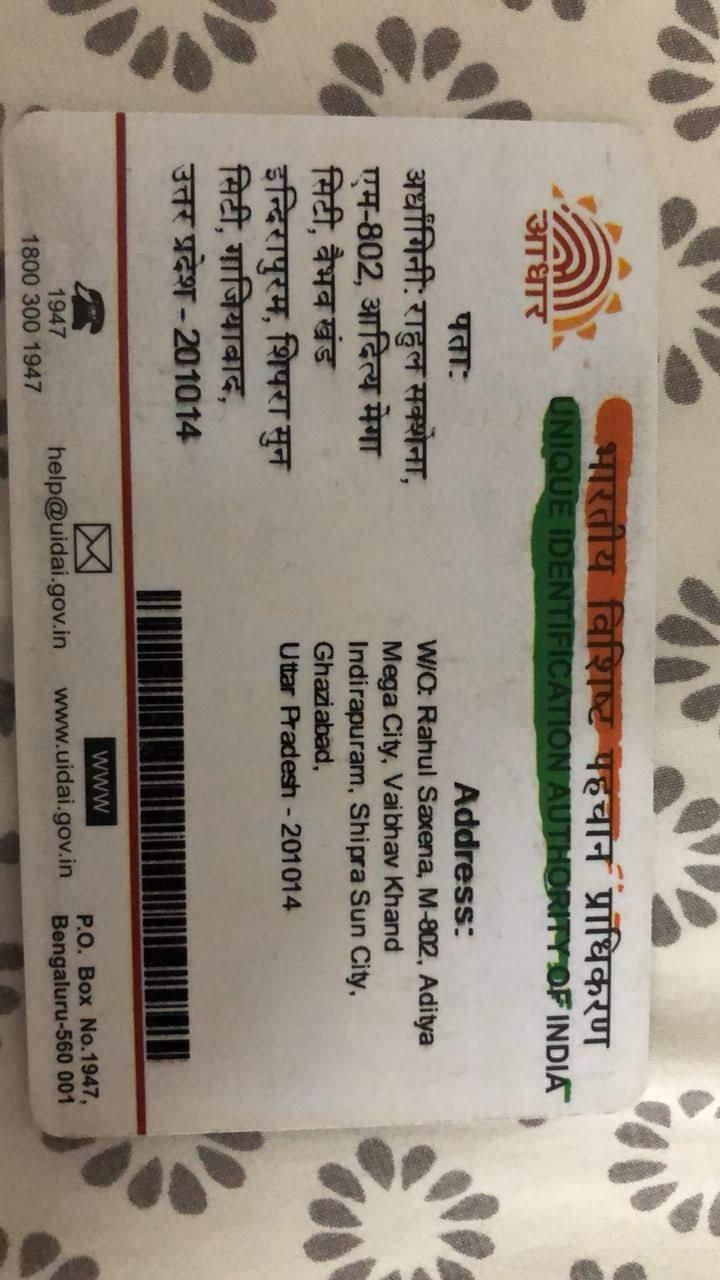 आधार
भारतीय विशिष्ट पहचान प्राधिकरण
UNIQUE IDENTIFICATION AUTHORITY OF INDIA
पता:
अर्धांगिनी: राहुल सक्सेना,
एम-802, आदित्य मेगा
सिटी, वैभव खंड
इन्दिरापुरम, शिपरा सुन
सिटी, गाजियाबाद,
उत्तर प्रदेश - 201014
Address:
W/O: Rahul Saxena, M-802, Aditya
Mega City, Vaibhav Khand
Indirapuram, Shipra Sun City,
Ghaziabad,
Uttar Pradesh - 201014
1947
1800 300 1947
help@uidai.gov.in
www
www.uidai.gov.in
P.O. Box No.1947,
Bengaluru-560 001